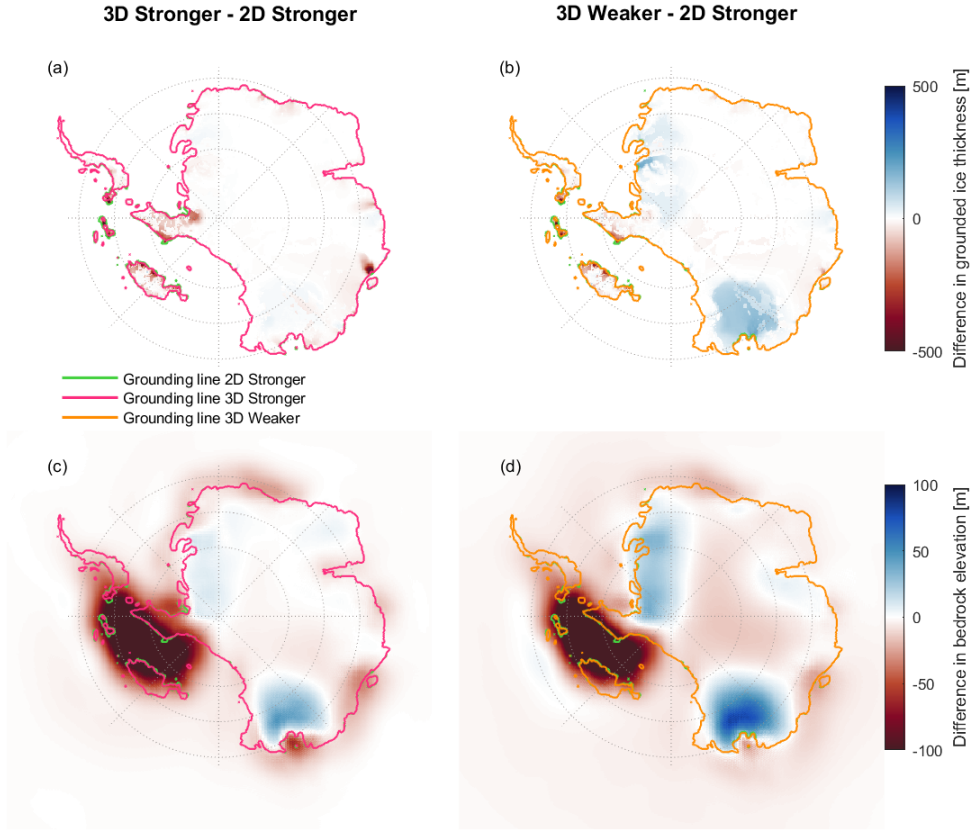 3D Stronger - 2D Stronger
3D Weaker - 2D Stronger
(a)
(b)
500
0
-500
Difference in grounded ice thickness [m]
Grounding line 2D Stronger
Grounding line 3D Stronger
Grounding line 3D Weaker
(c)
(d)
100
50
0
-50
-100
Difference in bedrock elevation [m]